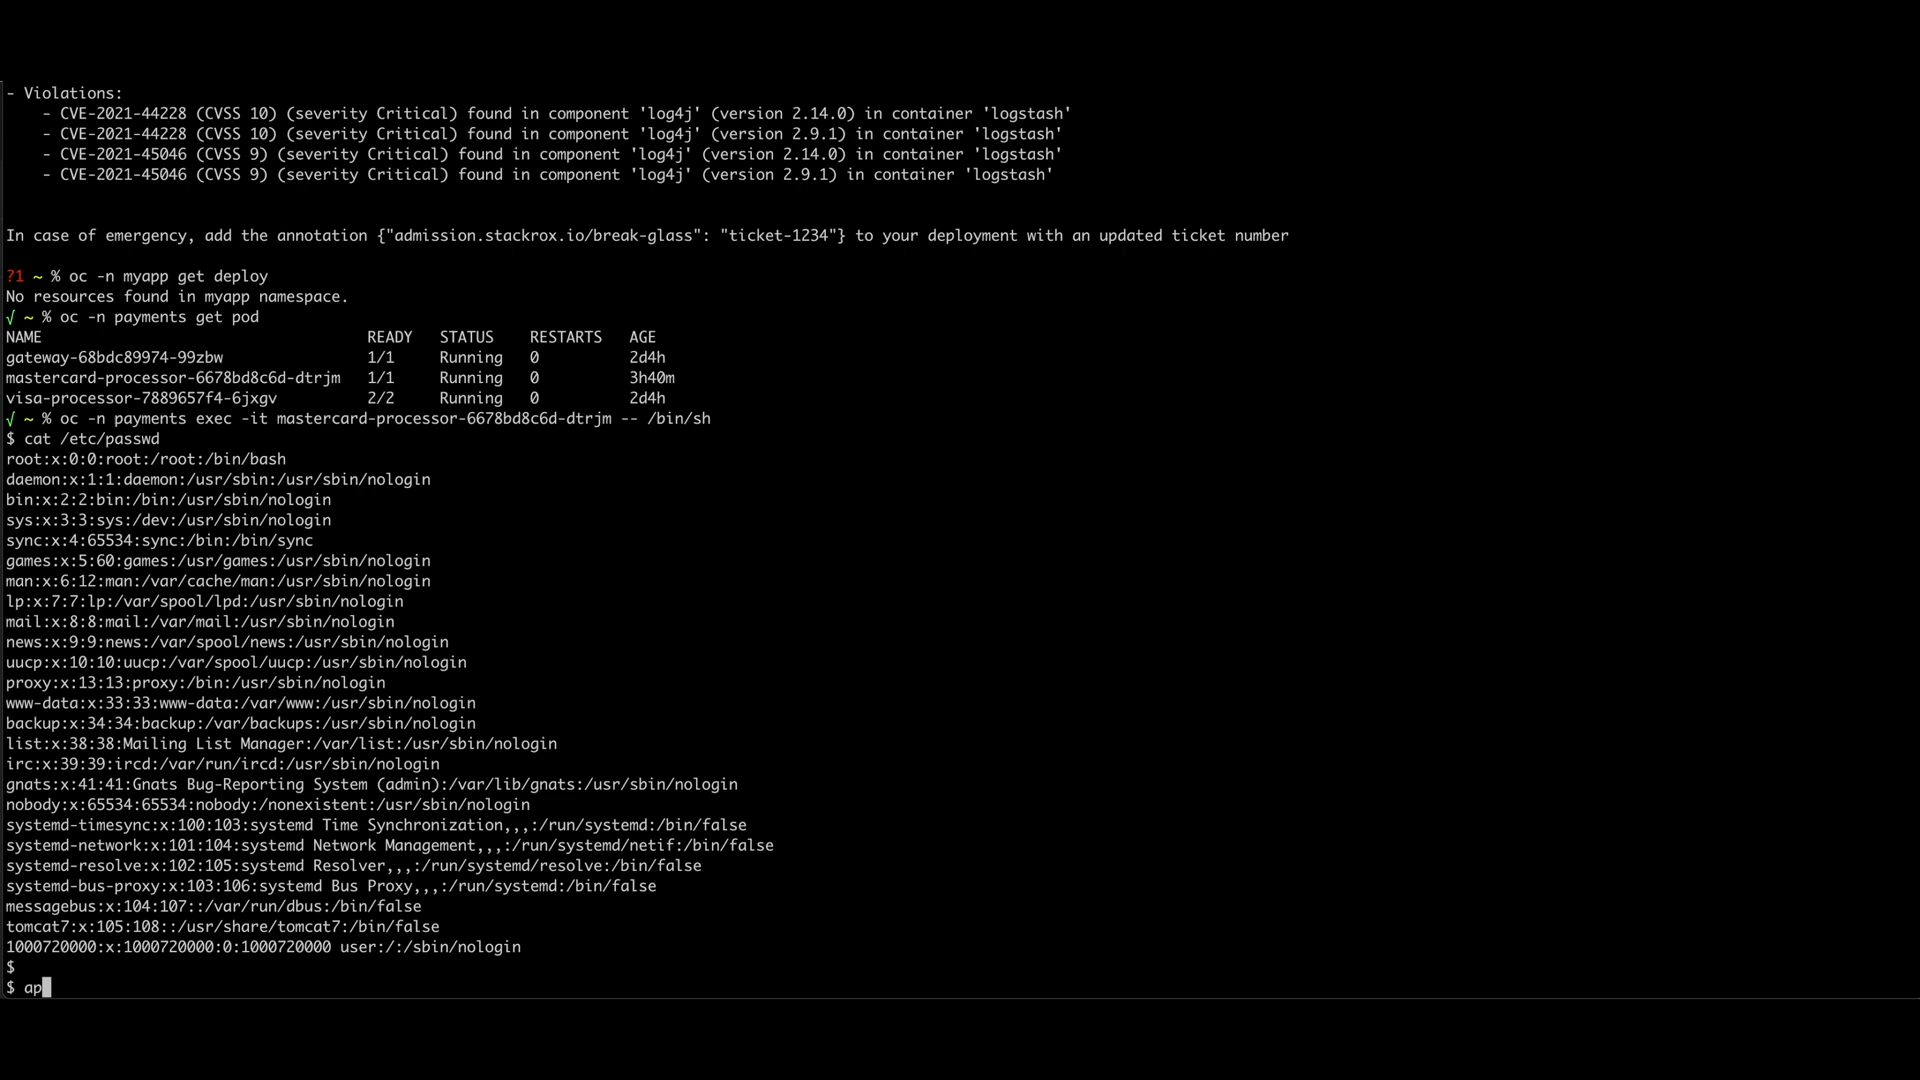 - Violations:
    - CVE-2021-44228 (CVSS 10) (severity Critical) found in component 'log4j' (version 2.14.0) in container 'logstash'
    - CVE-2021-44228 (CVSS 10) (severity Critical) found in component 'log4j' (version 2.9.1) in container 'logstash'
    - CVE-2021-45046 (CVSS 9) (severity Critical) found in component 'log4j' (version 2.14.0) in container 'logstash'
    - CVE-2021-45046 (CVSS 9) (severity Critical) found in component 'log4j' (version 2.9.1) in container 'logstash'
In case of emergency, add the annotation {"admission.stackrox.io/break-glass": "ticket-1234"} to your deployment with an updated ticket number
?1 ~ % oc -n myapp get deploy
No resources found in myapp namespace.
√ ~ % oc -n payments get pod
NAME                                    READY   STATUS    RESTARTS   AGE
gateway-68bdc89974-99zbw                1/1     Running   0          2d4h
mastercard-processor-6678bd8c6d-dtrjm   1/1     Running   0          3h40m
visa-processor-7889657f4-6jxgv          2/2     Running   0          2d4h
√ ~ % oc -n payments exec -it mastercard-processor-6678bd8c6d-dtrjm -- /bin/sh
$ cat /etc/passwd
root:x:0:0:root:/root:/bin/bash
daemon:x:1:1:daemon:/usr/sbin:/usr/sbin/nologin
bin:x:2:2:bin:/bin:/usr/sbin/nologin
sys:x:3:3:sys:/dev:/usr/sbin/nologin
sync:x:4:65534:sync:/bin:/bin/sync
games:x:5:60:games:/usr/games:/usr/sbin/nologin
man:x:6:12:man:/var/cache/man:/usr/sbin/nologin
lp:x:7:7:lp:/var/spool/lpd:/usr/sbin/nologin
mail:x:8:8:mail:/var/mail:/usr/sbin/nologin
news:x:9:9:news:/var/spool/news:/usr/sbin/nologin
uucp:x:10:10:uucp:/var/spool/uucp:/usr/sbin/nologin
proxy:x:13:13:proxy:/bin:/usr/sbin/nologin
www-data:x:33:33:www-data:/var/www:/usr/sbin/nologin
backup:x:34:34:backup:/var/backups:/usr/sbin/nologin
list:x:38:38:Mailing List Manager:/var/list:/usr/sbin/nologin
irc:x:39:39:ircd:/var/run/ircd:/usr/sbin/nologin
gnats:x:41:41:Gnats Bug-Reporting System (admin):/var/lib/gnats:/usr/sbin/nologin
nobody:x:65534:65534:nobody:/nonexistent:/usr/sbin/nologin
systemd-timesync:x:100:103:systemd Time Synchronization,,,:/run/systemd:/bin/false
systemd-network:x:101:104:systemd Network Management,,,:/run/systemd/netif:/bin/false
systemd-resolve:x:102:105:systemd Resolver,,,:/run/systemd/resolve:/bin/false
systemd-bus-proxy:x:103:106:systemd Bus Proxy,,,:/run/systemd:/bin/false
messagebus:x:104:107::/var/run/dbus:/bin/false
tomcat7:x:105:108::/usr/share/tomcat7:/bin/false
1000720000:x:1000720000:0:1000720000 user:/:/sbin/nologin
$
$ ap